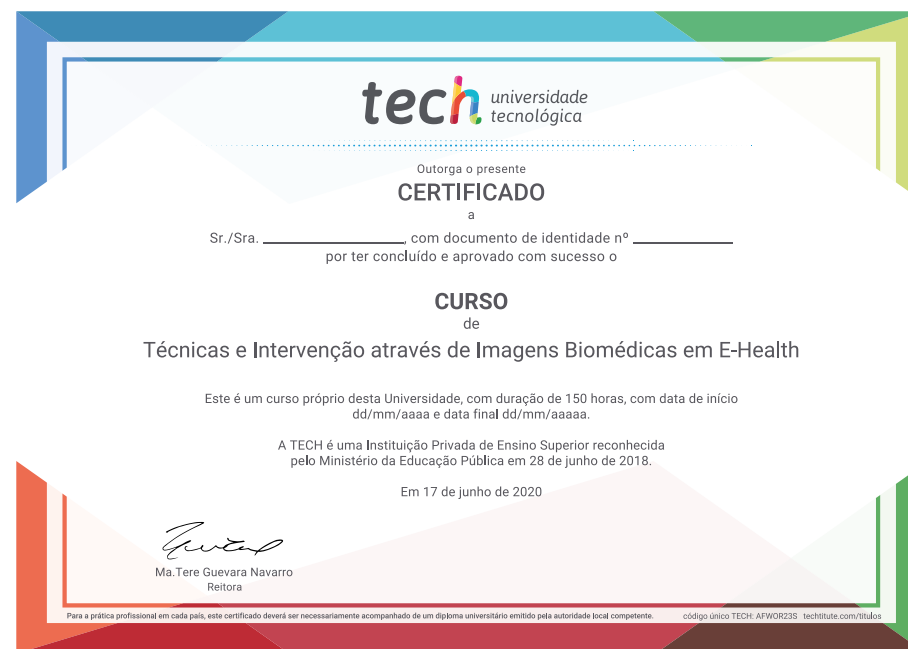 tech universidade
tecnológica
Outorga o presente
CERTIFICADO
a
Sr./Sra. ____________________, com documento de identidade nº ______________
por ter concluído e aprovado com sucesso o
CURSO
de
Técnicas e Intervenção através de Imagens Biomédicas em E-Health
Este é um curso próprio desta Universidade, com duração de 150 horas, com data de início
dd/mm/aaaa e data final dd/mm/aaaaa.
A TECH é uma Instituição Privada de Ensino Superior reconhecida
pelo Ministério da Educação Pública em 28 de junho de 2018.
Em 17 de junho de 2020
Ma.Tere Guevara Navarro
Reitora
Para a prática profissional em cada país, este certificado deverá ser necessariamente acompanhado de um diploma universitário emitido pela autoridade local competente. código único TECH: AFWOR23S techtitute.com/titulos